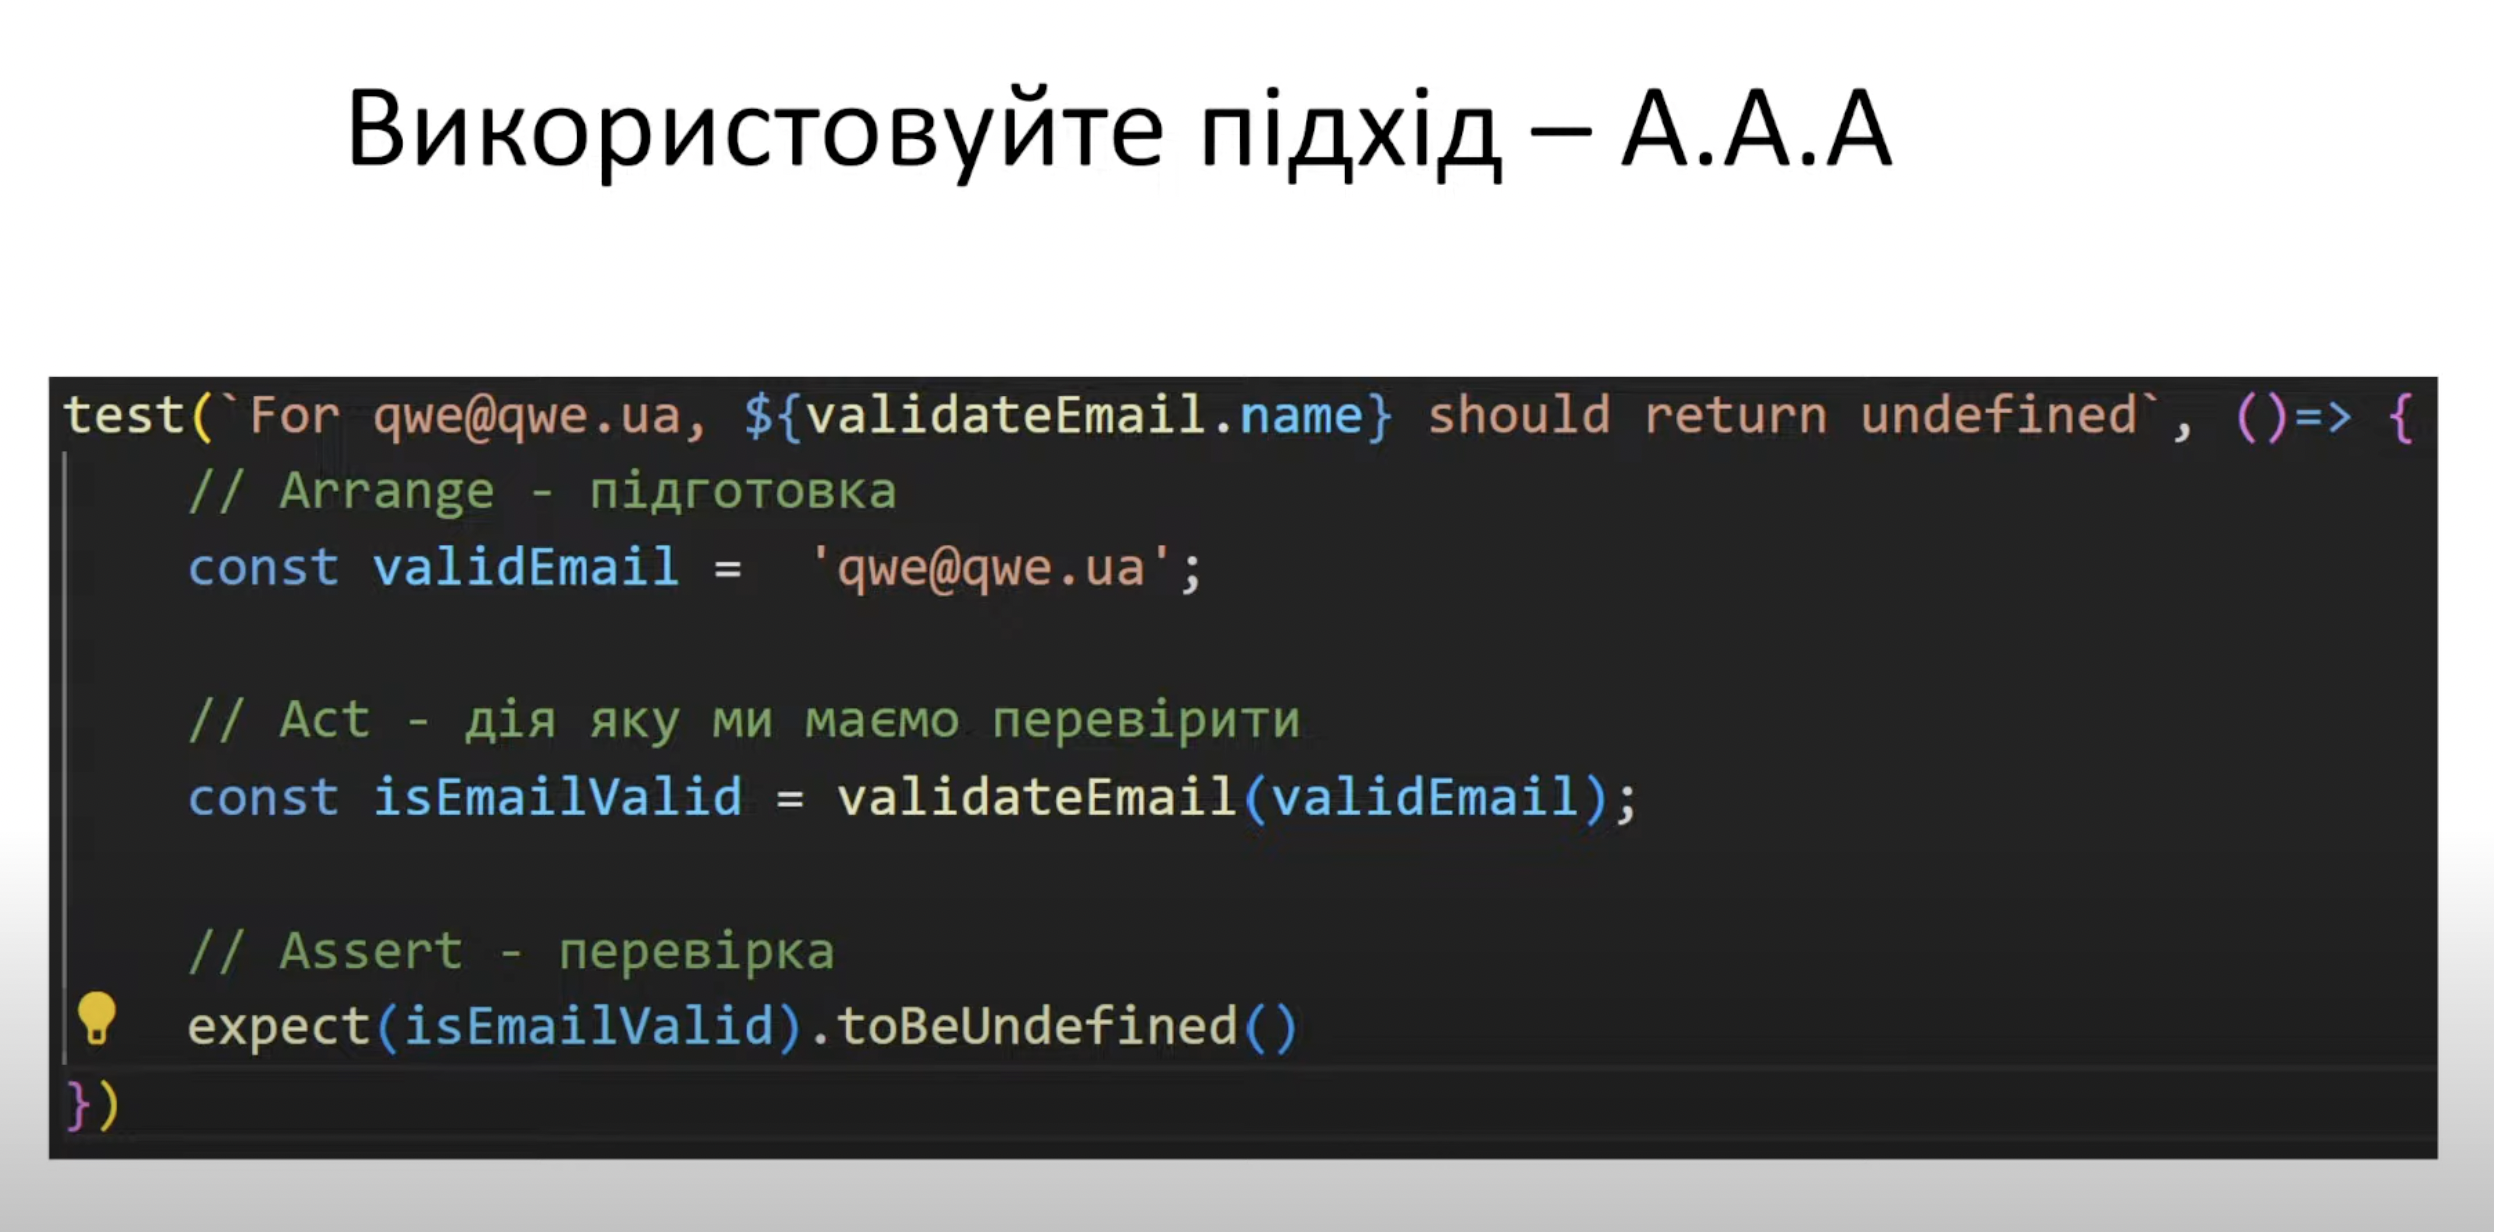 Використовуйте підхід – А.А.А
test(`For qwe@qwe.ua, ${validateEmail.name} should return undefined`, ()=> {
// Arrange - підготовка
const validEmail =  'qwe@qwe.ua';
// Act - дія яку ми маємо перевірити
const isEmailValid = validateEmail(validEmail);
// Assert - перевірка
expect(isEmailValid).toBeUndefined()
})